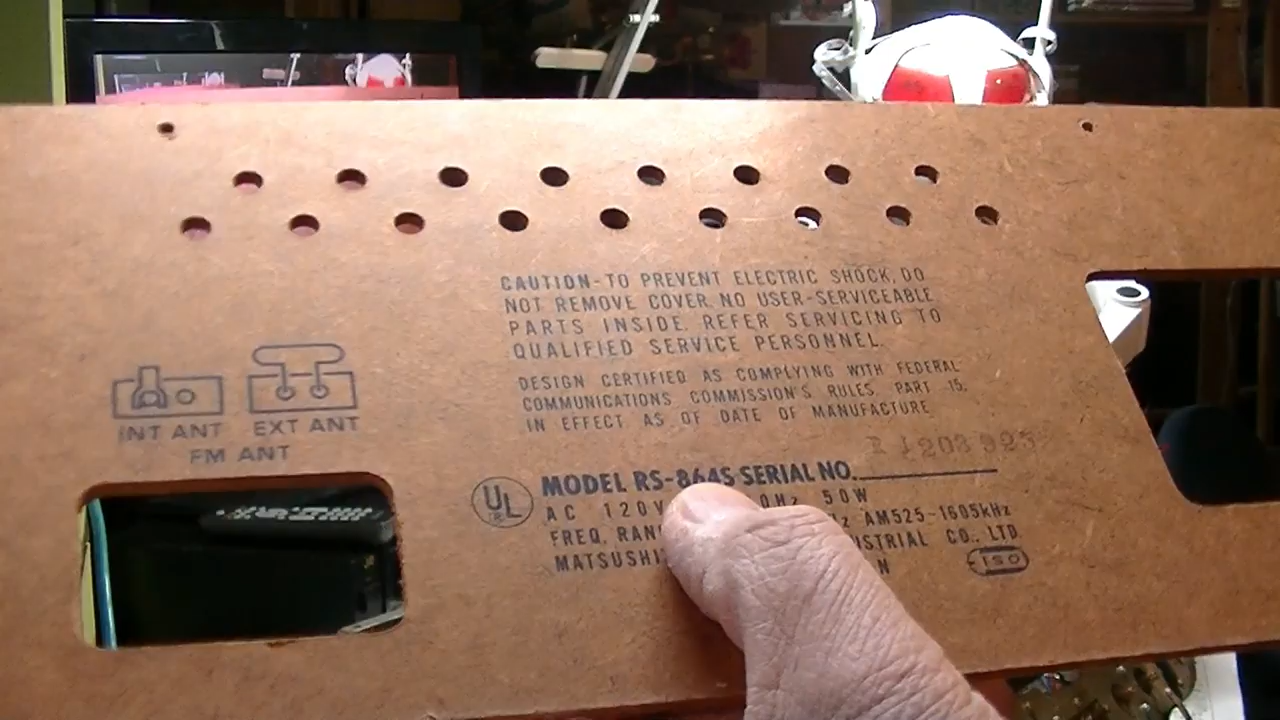 CAUTION-TO PREVENT ELECTRIC SHOCK, DO
NOT REMOVE COVER. NO USER-SERVICEABLE
PARTS INSIDE. REFER SERVICING TO
QUALIFIED SERVICE PERSONNEL.
DESIGN CERTIFIED AS COMPLYING WITH FEDERAL
COMMUNICATIONS COMMISSION'S RULES, PART 15,
IN EFFECT AS OF DATE OF MANUFACTURE
INT ANT EXT ANT
FM ANT
UL
MODEL RS-864S SERIAL NO.
AC 120V 50W
FREQ. AM525~1605kHz
CO., LTD.
ISO